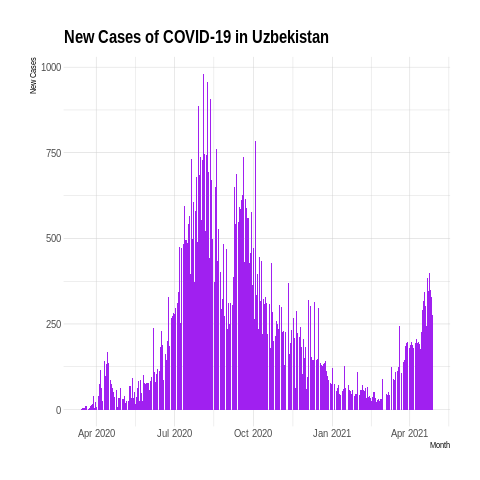 New Cases of COVID-19 in Uzbekistan
New Cases
1000
750
500
250
0
Apr 2020 Jul 2020 Oct 2020 Jan 2021 Apr 2021
Month